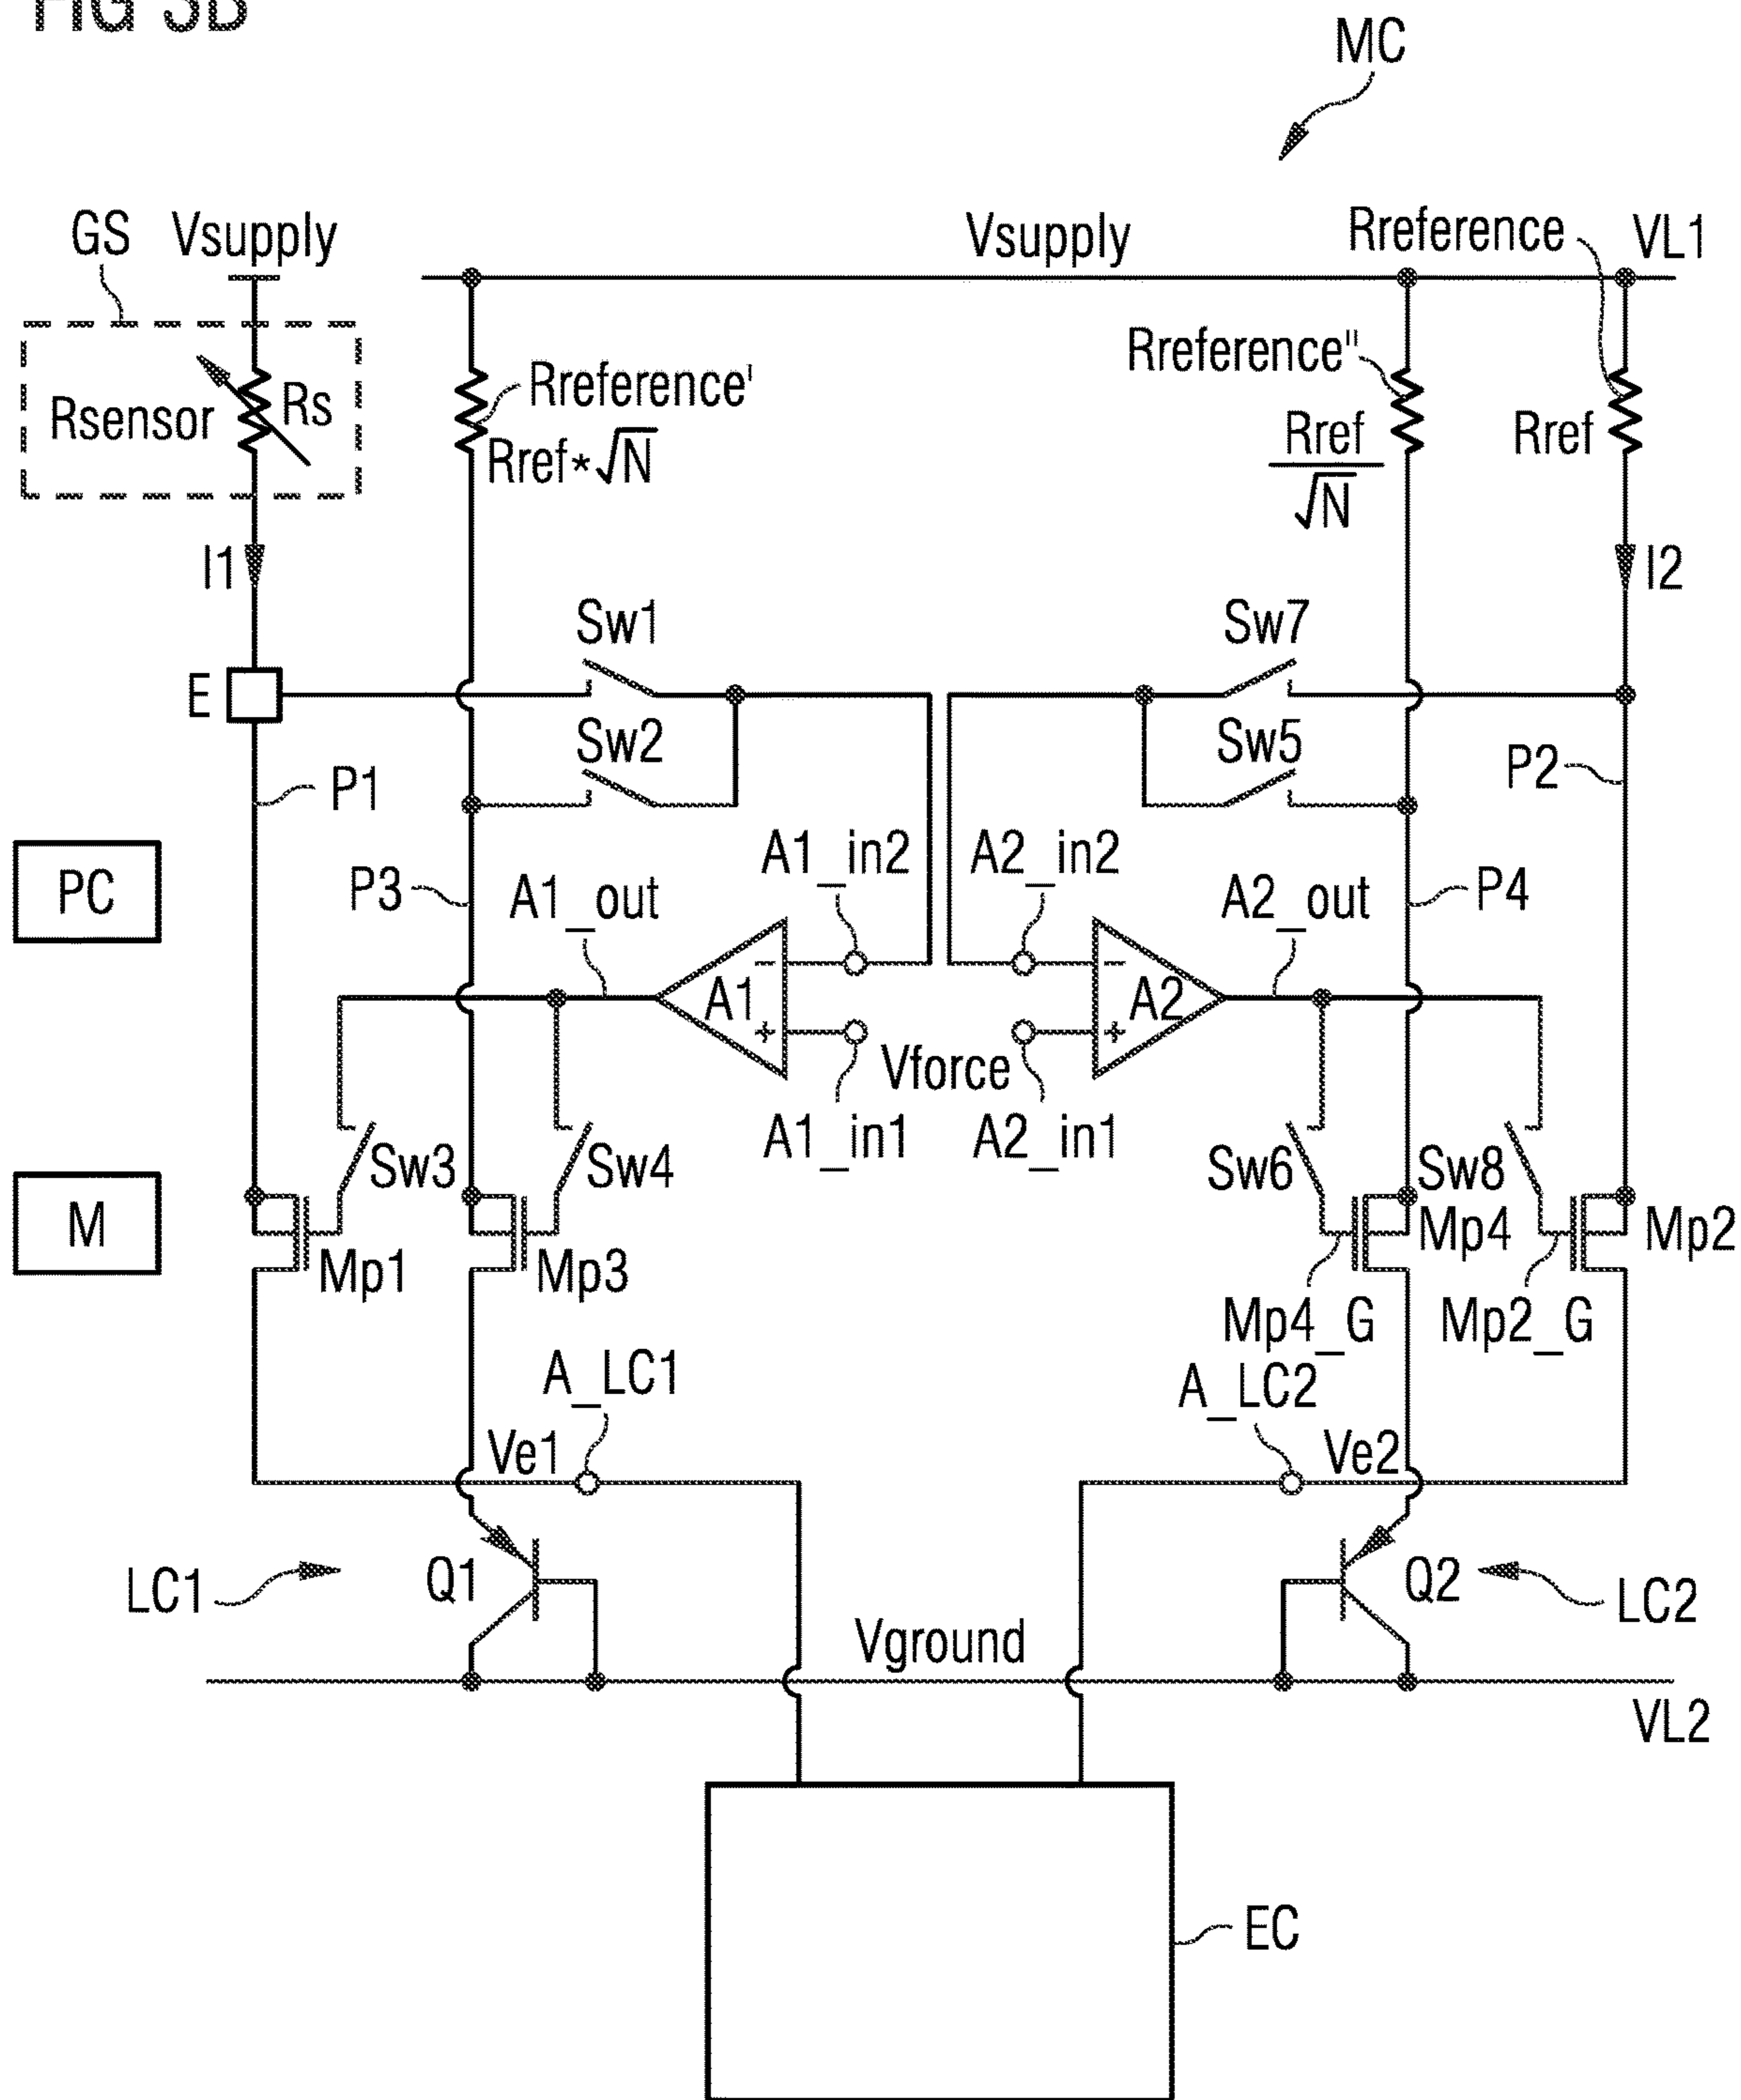 FIG 3B
MC
GS
Vsupply
Vsupply
Rreference
VL1
Rsensor
Rs
Rreference'
Rref*√N
Rreference"
Rref
√N
Rref
I1
I2
Sw1
Sw7
E
Sw2
Sw5
P1
P2
A1_in2
A2_in2
PC
P3
A1_out
A2_out
P4
A1
-
+
-
+
A2
Vforce
A1_in1
A2_in1
Sw3
Sw4
Sw6
Sw8
M
Mp1
Mp3
Mp4
Mp2
Mp4_G
Mp2_G
A_LC1
A_LC2
Ve1
Ve2
LC1
Q1
Q2
LC2
Vground
VL2
EC